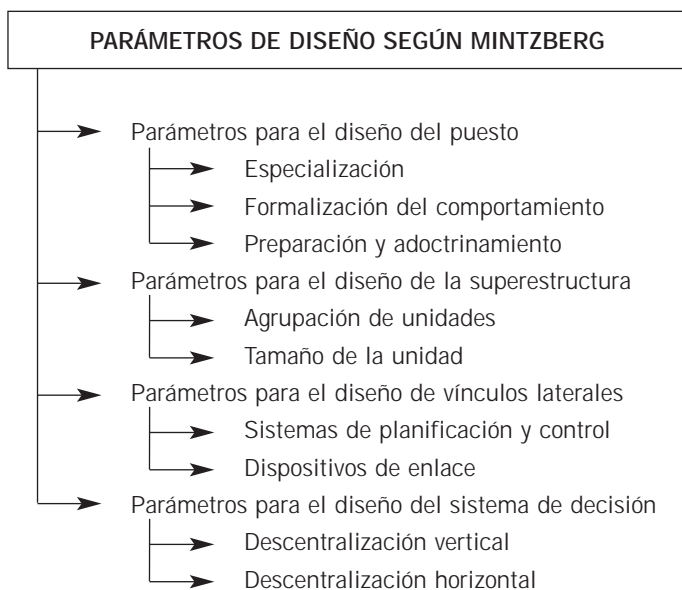 PARÁMETROS DE DISEÑO SEGÚN MINTZBERG
Parámetros para el diseño del puesto
Especialización
Formalización del comportamiento
Preparación y adoctrinamiento
Parámetros para el diseño de la superestructura
Agrupación de unidades
Tamaño de la unidad
Parámetros para el diseño de vínculos laterales
Sistemas de planificación y control
Dispositivos de enlace
Parámetros para el diseño del sistema de decisión
Descentralización vertical
Descentralización horizontal